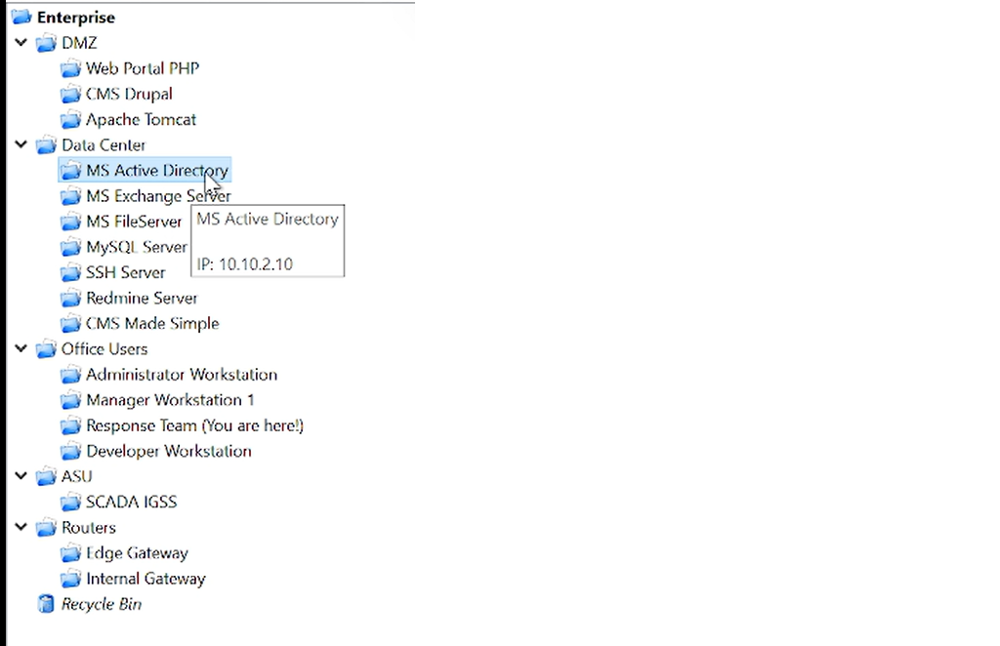 Enterprise
DMZ
Web Portal PHP
CMS Drupal
Apache Tomcat
Data Center
MS Active Directory
MS Exchange Server
MS FileServer
MS Active Directory
MySQL Server
IP: 10.10.2.10
SSH Server
Redmine Server
CMS Made Simple
Office Users
Administrator Workstation
Manager Workstation 1
Response Team (You are here!)
Developer Workstation
ASU
SCADA IGSS
Routers
Edge Gateway
Internal Gateway
Recycle Bin